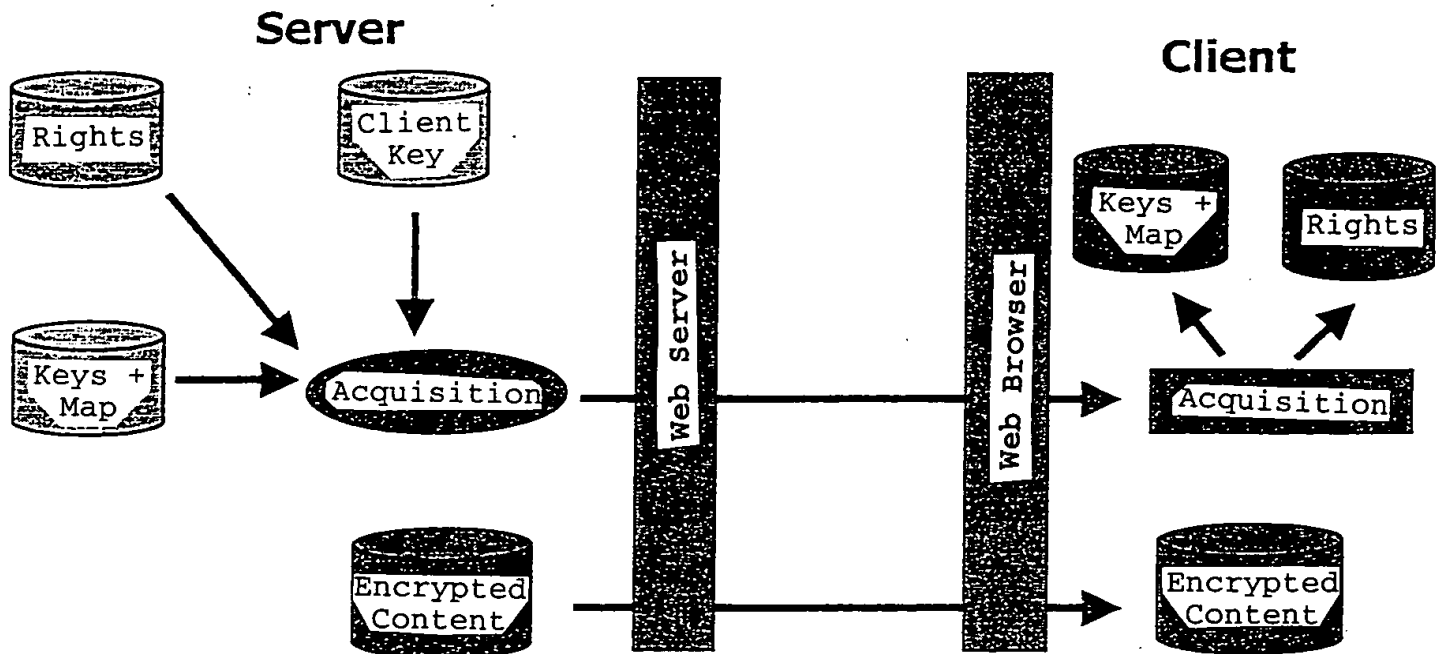 Server
Client
Rights
Client
Key
Keys +
Map
Rights
Web Server
Web Browser
Keys +
Map
Acquisition
Acquisition
Encrypted
Content
Encrypted
Content